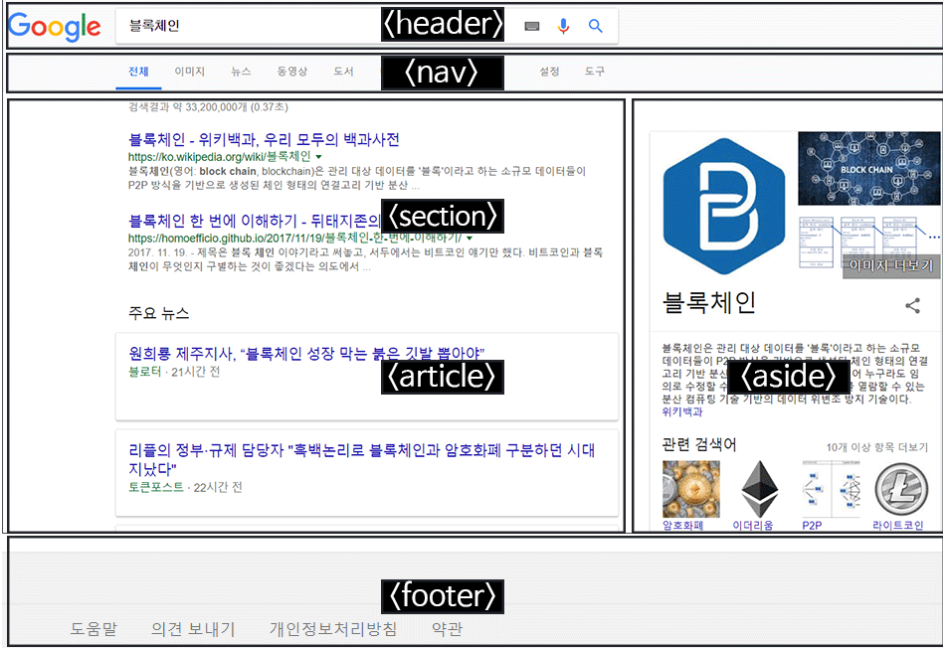 Google 블록체인 <header>
전체 이미지 뉴스 동영상 도서 <nav> 설정 도구
검색결과 약 33,200,000개 (0.37초)
블록체인 - 위키백과, 우리 모두의 백과사전
https://ko.wikipedia.org/wiki/블록체인
블록체인(영어: block chain, blockchain)은 관리 대상 데이터를 '블록'이라고 하는 소규모 데이터들이
P2P 방식을 기반으로 생성된 체인 형태의 연결고리 기반 분산 ...
블록체인 한 번에 이해하기 - 뒤태지존의
<section>
https://homoefficio.github.io/2017/11/19/블록체인-한-번에-이해하기/
2017. 11. 19. - 제목은 블록 체인 이야기라고 써놓고, 서두에서는 비트코인 얘기만 했다. 비트코인과 블록
체인이 무엇인지 구별하는 것이 좋겠다는 의도에서 ...
주요 뉴스
원희룡 제주지사, “블록체인 성장 막는 붉은 깃발 뽑아야”
블로터 · 21시간 전
<article>
리플의 정부·규제 담당자 "흑백논리로 블록체인과 암호화폐 구분하던 시대
지났다"
토큰포스트 · 22시간 전
BLOCK CHAIN
이미지 더보기
블록체인
블록체인은 관리 대상 데이터를 '블록'이라고 하는 소규모
데이터들이 P2P 방식을 기반으로 생성된 체인 형태의 연결
고리 기반 분산 어 누구라도 임
<aside>
의로 수정할 수 를 열람할 수 있는
분산 컴퓨팅 기술 기반의 데이터 위변조 방지 기술이다.
위키백과
관련 검색어 10개 이상 항목 더보기
암호화폐 이더리움 P2P 라이트코인
<footer>
도움말 의견 보내기 개인정보처리방침 약관